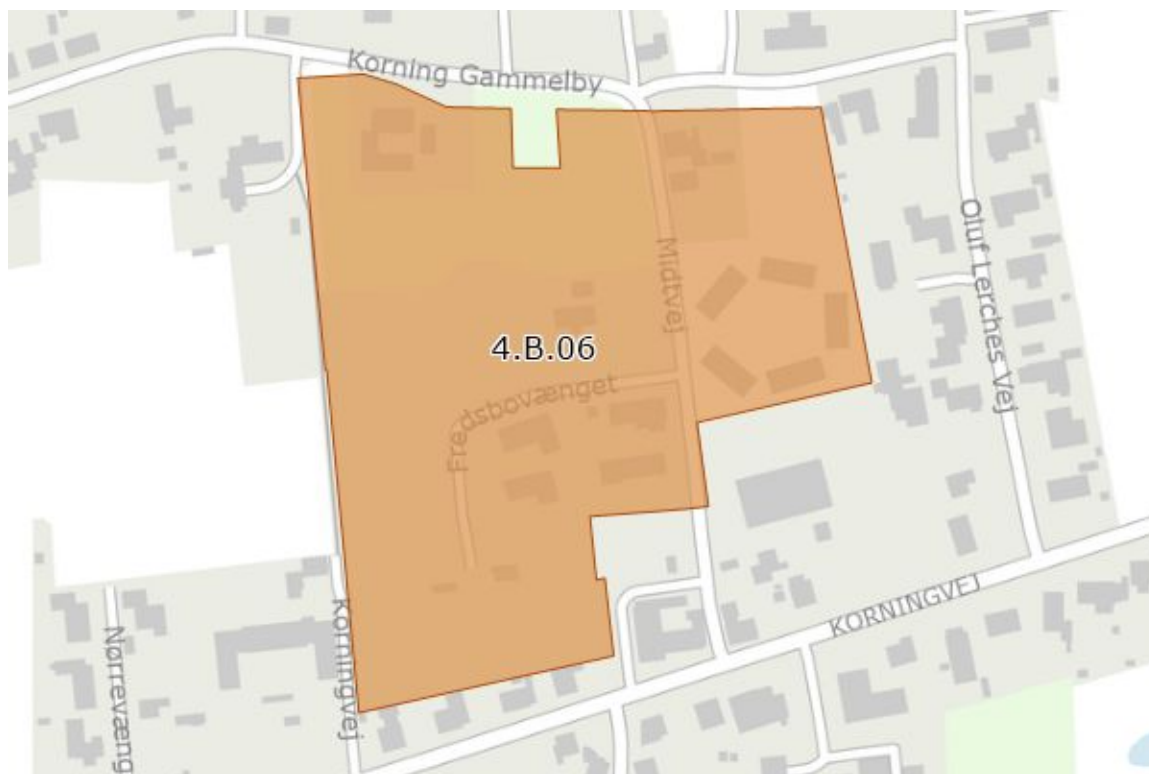 Korning Gammelby
Midtvej
Oluf Lerches Vej
4.B.06
Fredsbovænget
KORNINGVEJ
Korningvej
Nørrevæng